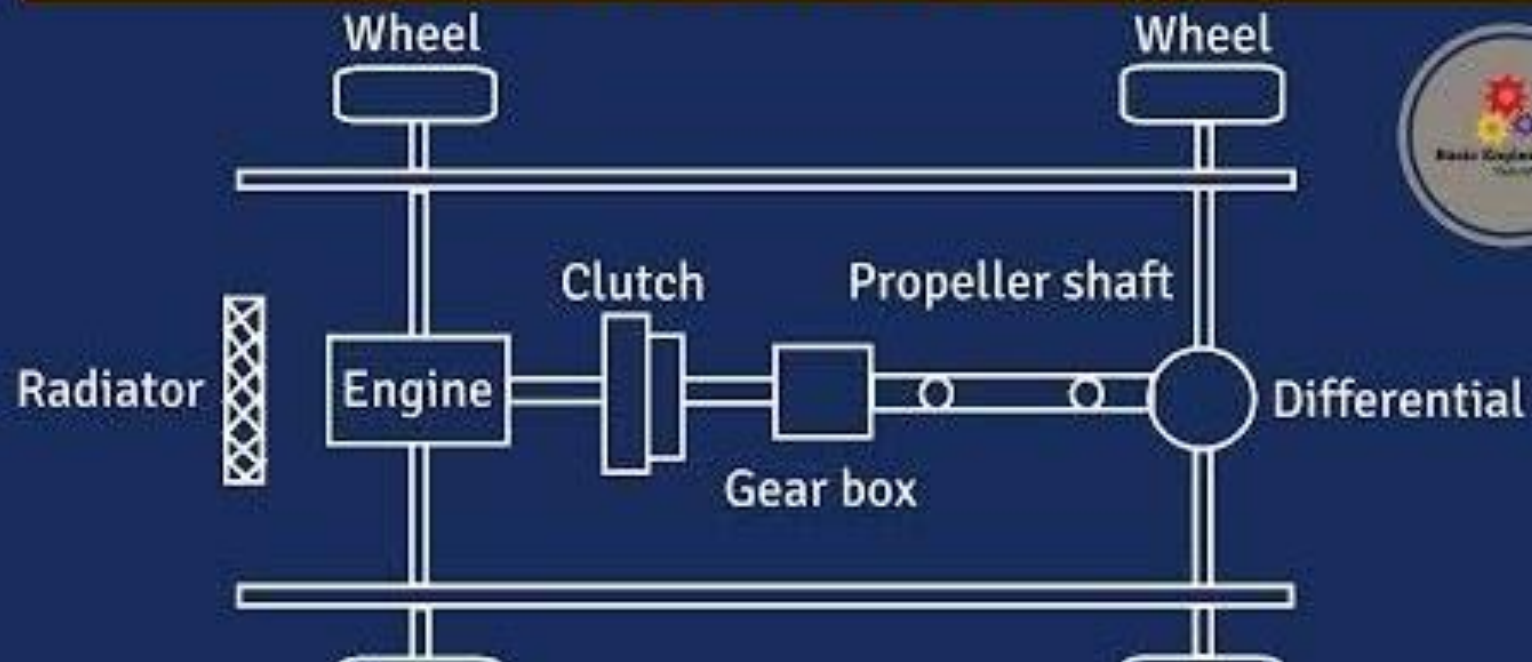 Wheel
Wheel
Clutch
Propeller shaft
Radiator
Engine
Differential
Gear box